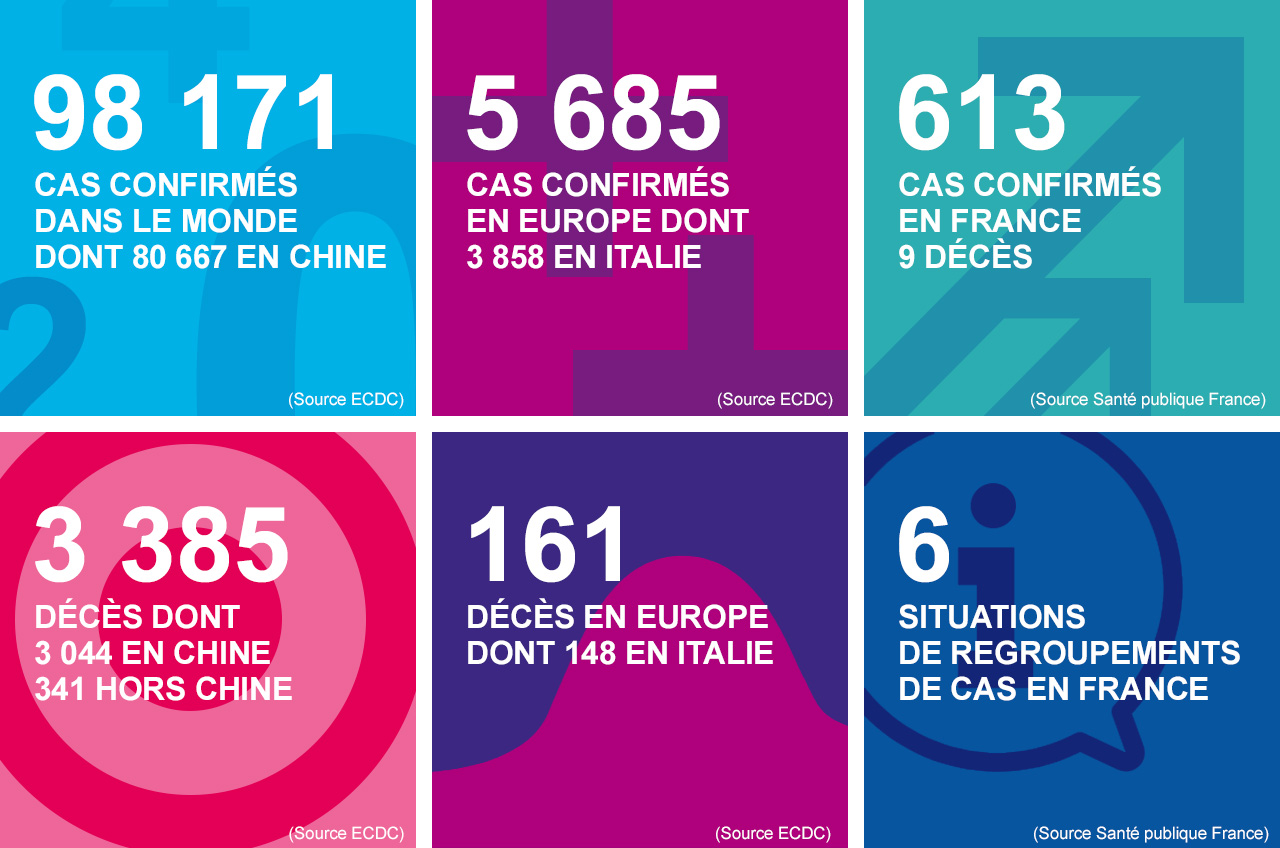 98 171
CAS CONFIRMÉS
DANS LE MONDE
DONT 80 667 EN CHINE
(Source ECDC)
5 685
CAS CONFIRMÉS
EN EUROPE DONT
3 858 EN ITALIE
(Source ECDC)
613
CAS CONFIRMÉS
EN FRANCE
9 DÉCÈS
(Source Santé publique France)
3 385
DÉCÈS DONT
3 044 EN CHINE
341 HORS CHINE
(Source ECDC)
161
DÉCÈS EN EUROPE
DONT 148 EN ITALIE
(Source ECDC)
6
SITUATIONS
DE REGROUPEMENTS
DE CAS EN FRANCE
(Source Santé publique France)